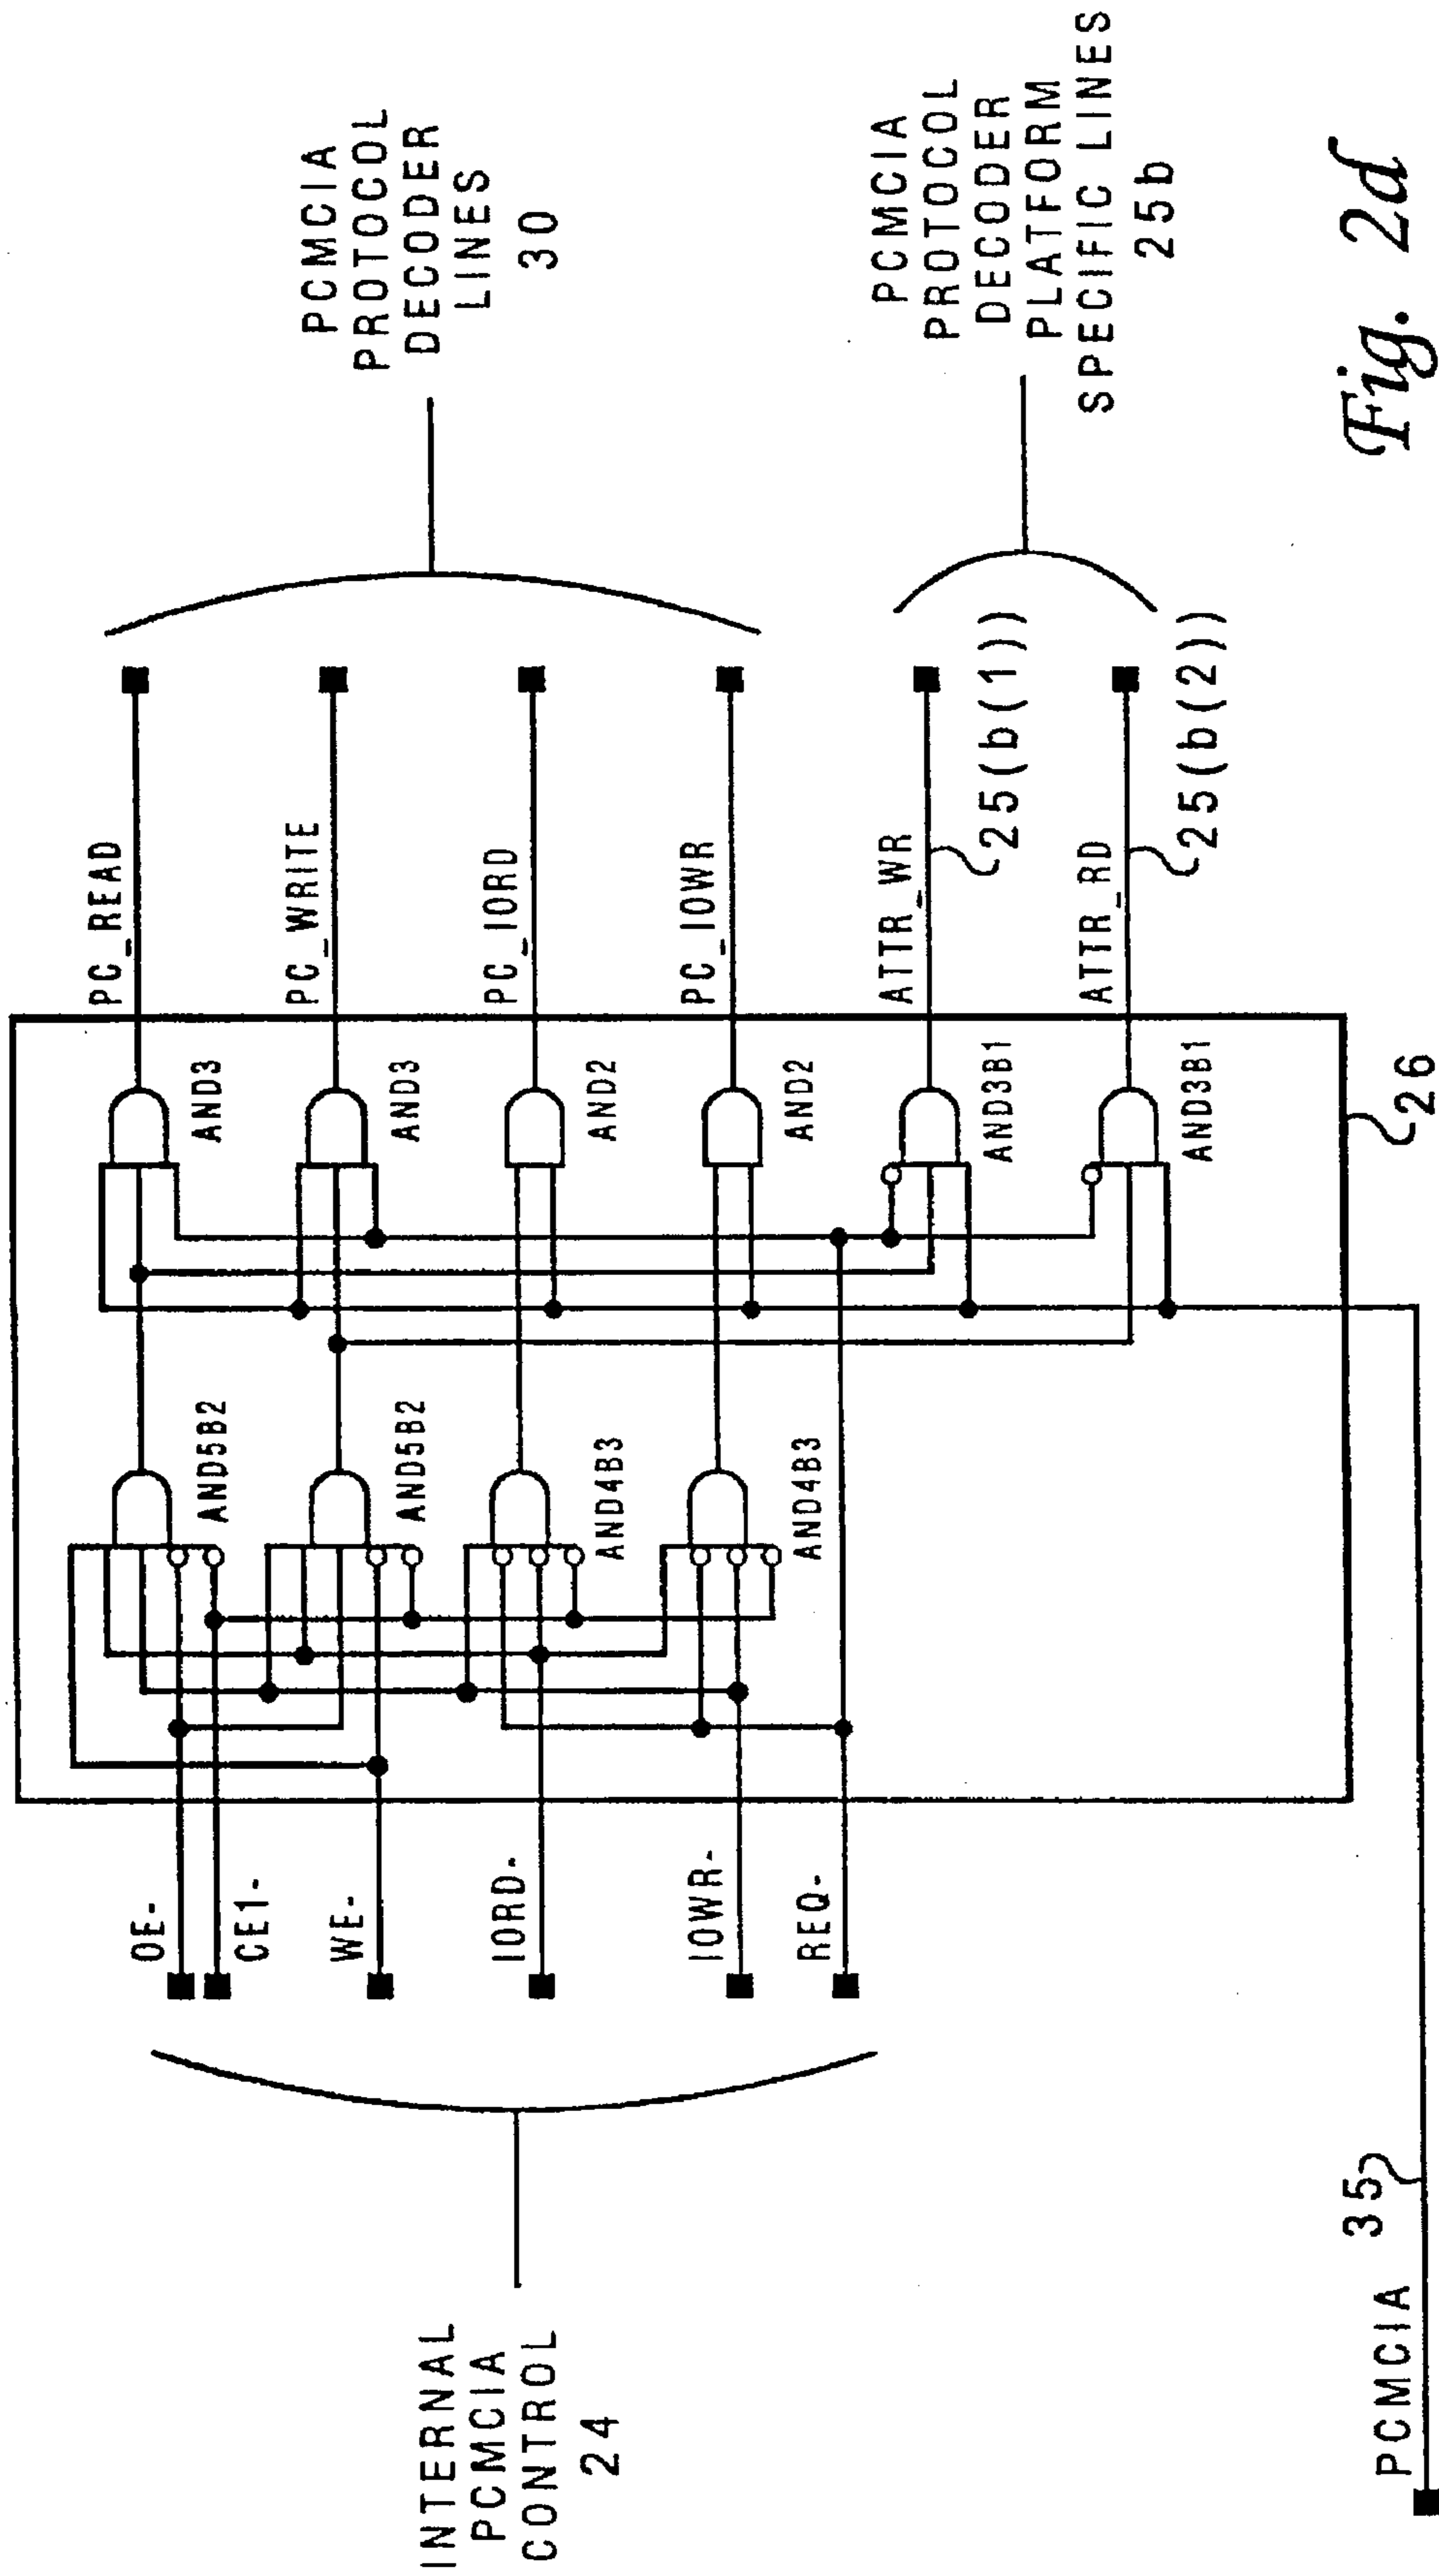 INTERNAL
PCMCIA
CONTROL
24
OE-
CE1-
WE-
IORD-
IOWR-
REQ-
PCMCIA 35
AND5B2
AND5B2
AND4B3
AND4B3
AND3
AND3
AND2
AND2
AND3B1
AND3B1
26
PC_READ
PC_WRITE
PC_IORD
PC_IOWR
ATTR_WR
25(b(1))
ATTR_RD
25(b(2))
PCMCIA
PROTOCOL
DECODER
LINES
30
PCMCIA
PROTOCOL
DECODER
PLATFORM
SPECIFIC LINES
25b
Fig. 2d